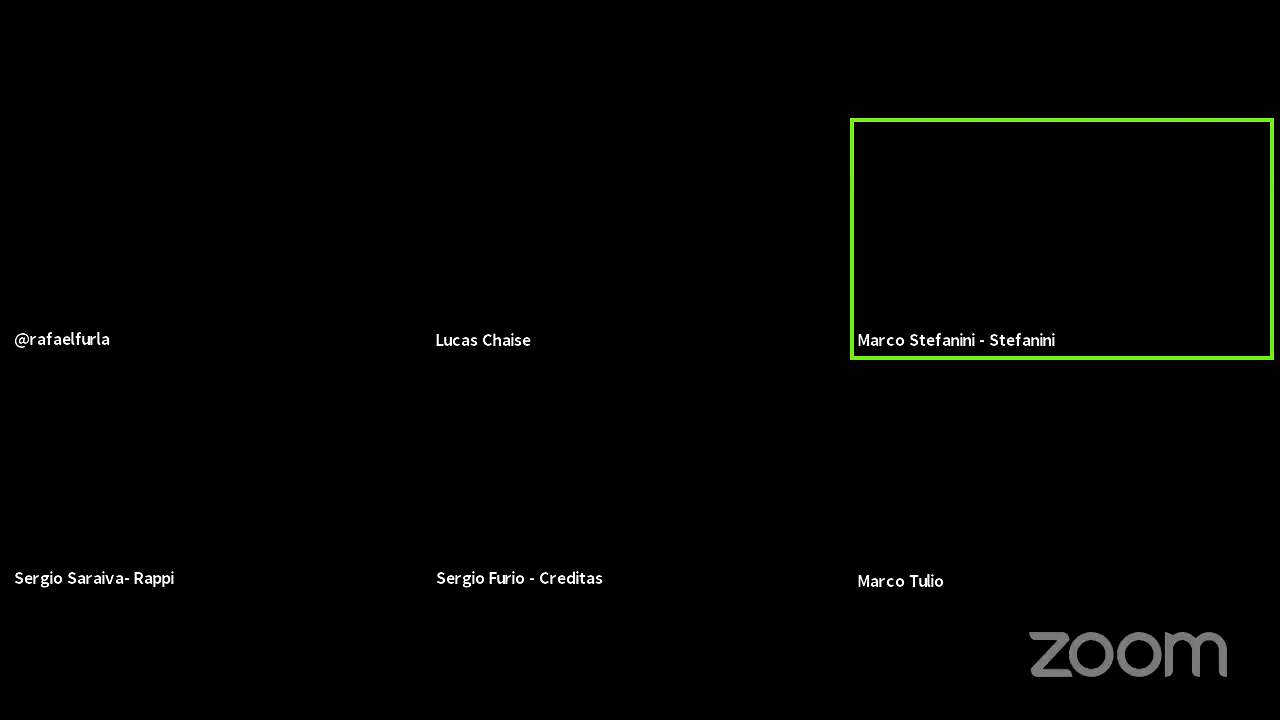 @rafaelfurla
Lucas Chaise
Marco Stefanini - Stefanini
Sergio Saraiva- Rappi
Sergio Furio - Creditas
Marco Tulio
zoom